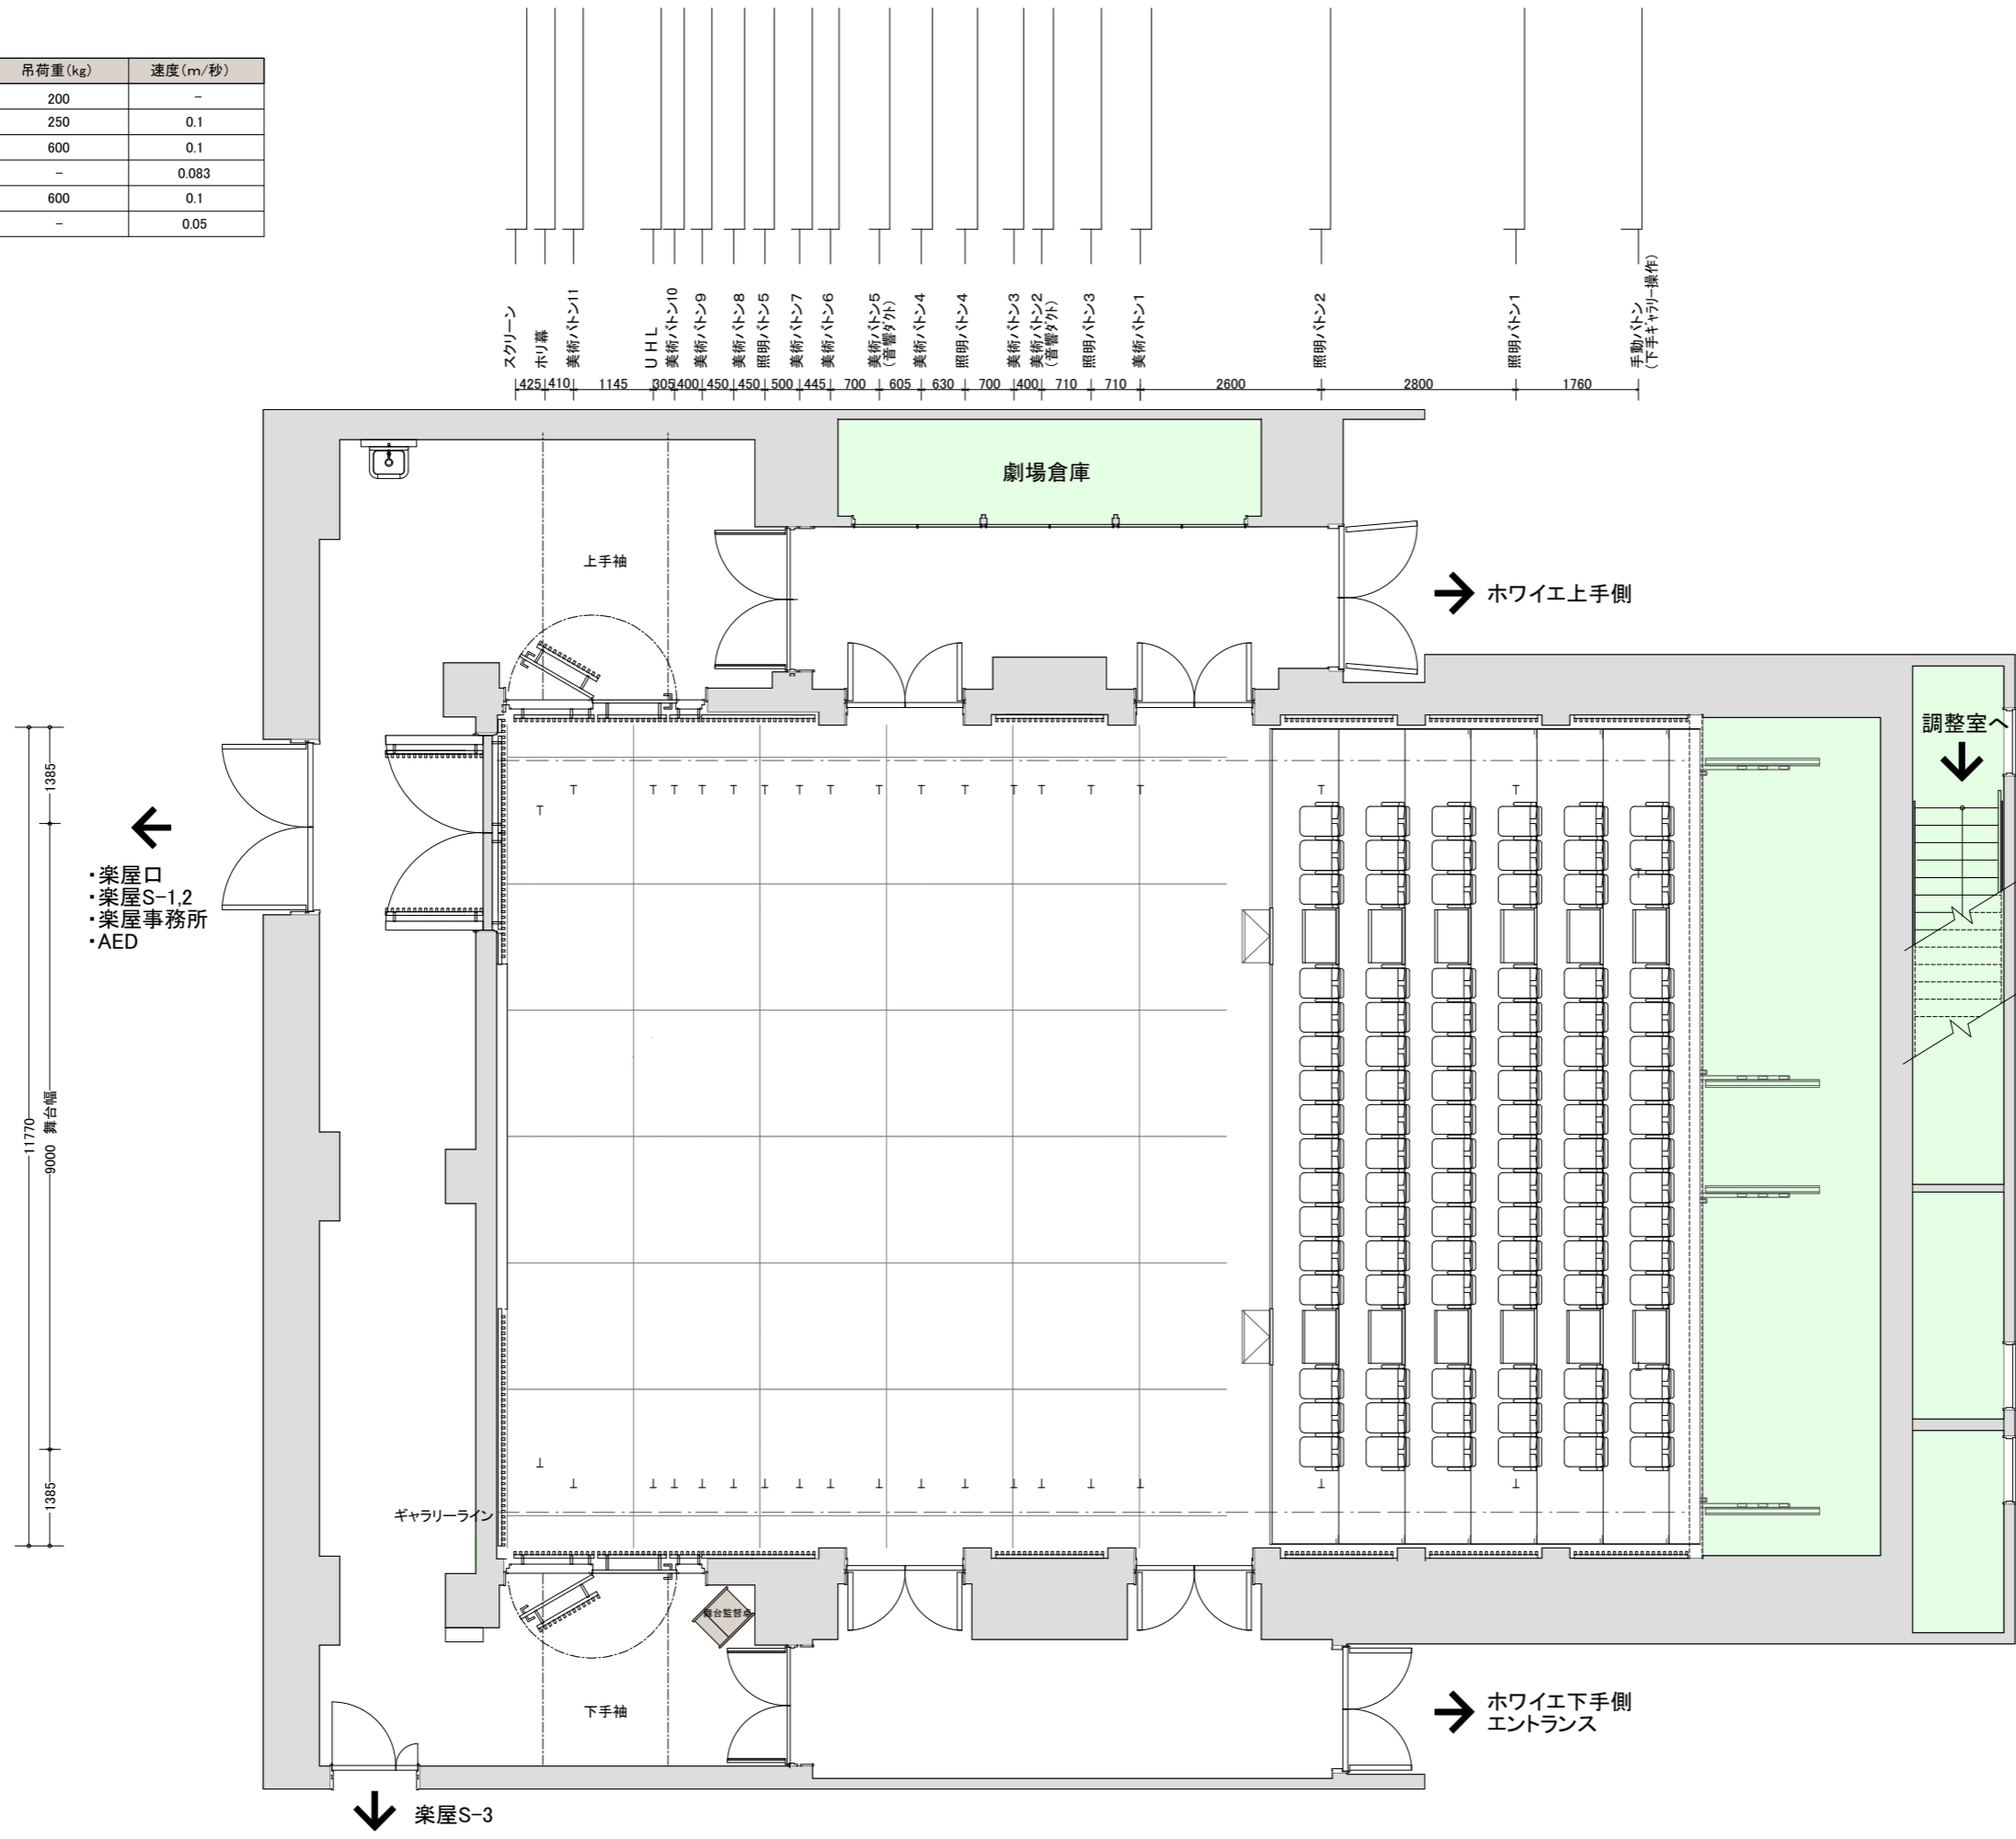 吊荷重(kg) 速度(m/秒)
200 -
250 0.1
600 0.1
- 0.083
600 0.1
- 0.05
スクリーン
ホリ幕
美術バトン11
UHL
美術バトン10
美術バトン9
美術バトン8
照明バトン5
美術バトン7
美術バトン6
美術バトン5
(音響ダクト)
美術バトン4
照明バトン4
美術バトン3
美術バトン2
(音響ダクト)
照明バトン3
美術バトン1
照明バトン2
照明バトン1
手動バトン
(下手ギャラリー操作)
425 410 1145 305 400 450 450 500 445 700 605 630 700 400 710 710 2600 2800 1760
劇場倉庫
上手袖
ホワイエ上手側
調整室へ
・楽屋口
・楽屋S-1,2
・楽屋事務所
・AED
1385
11770
9000 舞台幅
1385
ギャラリーライン
舞台監督卓
下手袖
ホワイエ下手側
エントランス
楽屋S-3